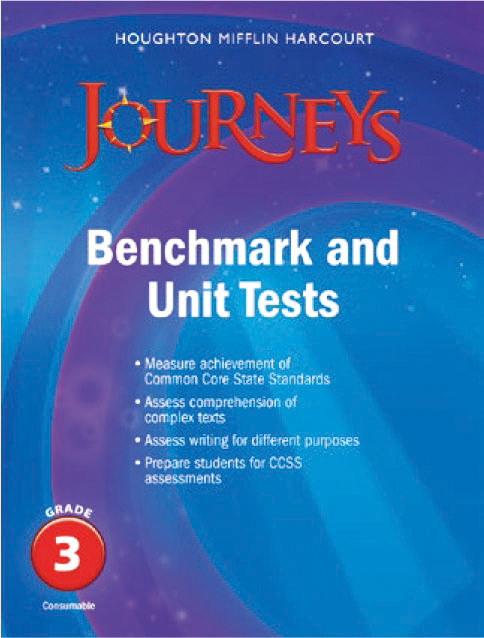 HOUGHTON MIFFLIN HARCOURT
JOURNEYS
Benchmark and
Unit Tests
• Measure achievement of
Common Core State Standards
• Assess comprehension of
complex texts
• Assess writing for different purposes
• Prepare students for CCSS
assessments
GRADE
3
Consumable